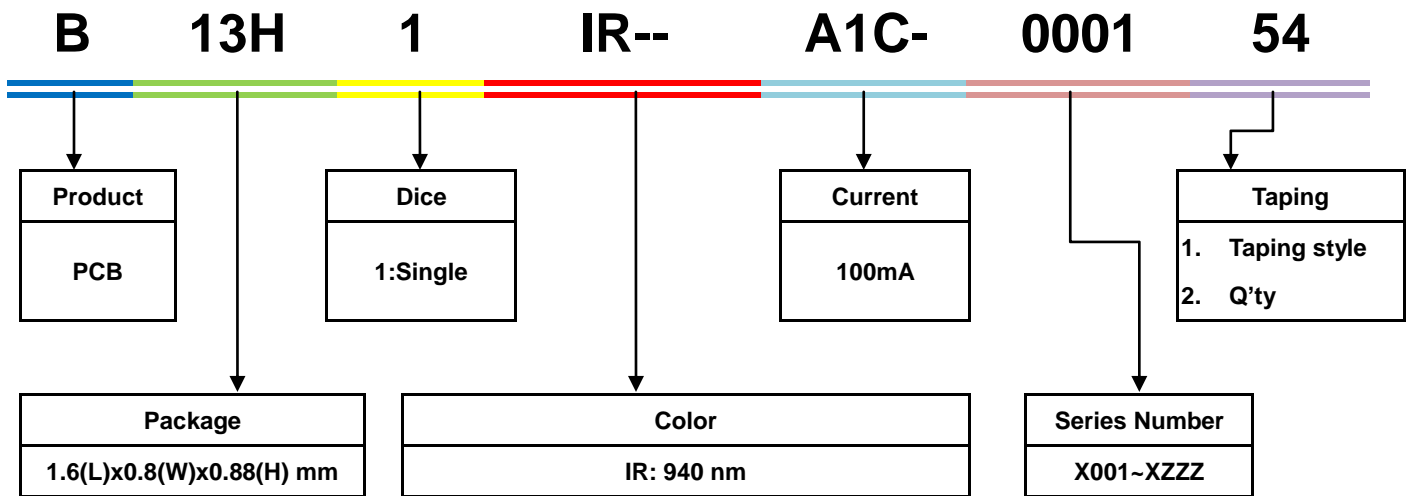 B 13H 1 IR-- A1C- 0001 54
Product
PCB
Dice
1:Single
Current
100mA
Taping
1. Taping style
2. Q’ty
Package
1.6(L)x0.8(W)x0.88(H) mm
Color
IR: 940 nm
Series Number
X001~XZZZ